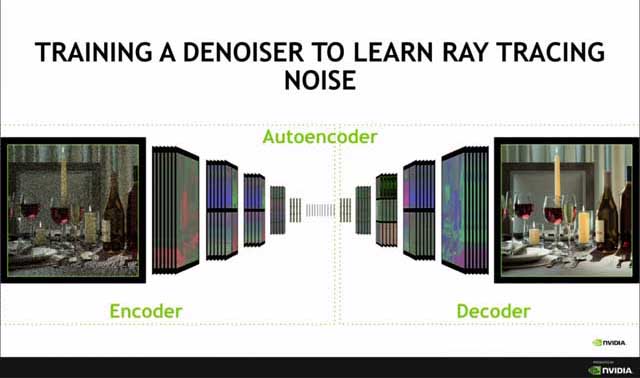 TRAINING A DENOISER TO LEARN RAY TRACING
NOISE
Autoencoder
Encoder
Decoder
NVIDIA
PRESENTED BY
NVIDIA.